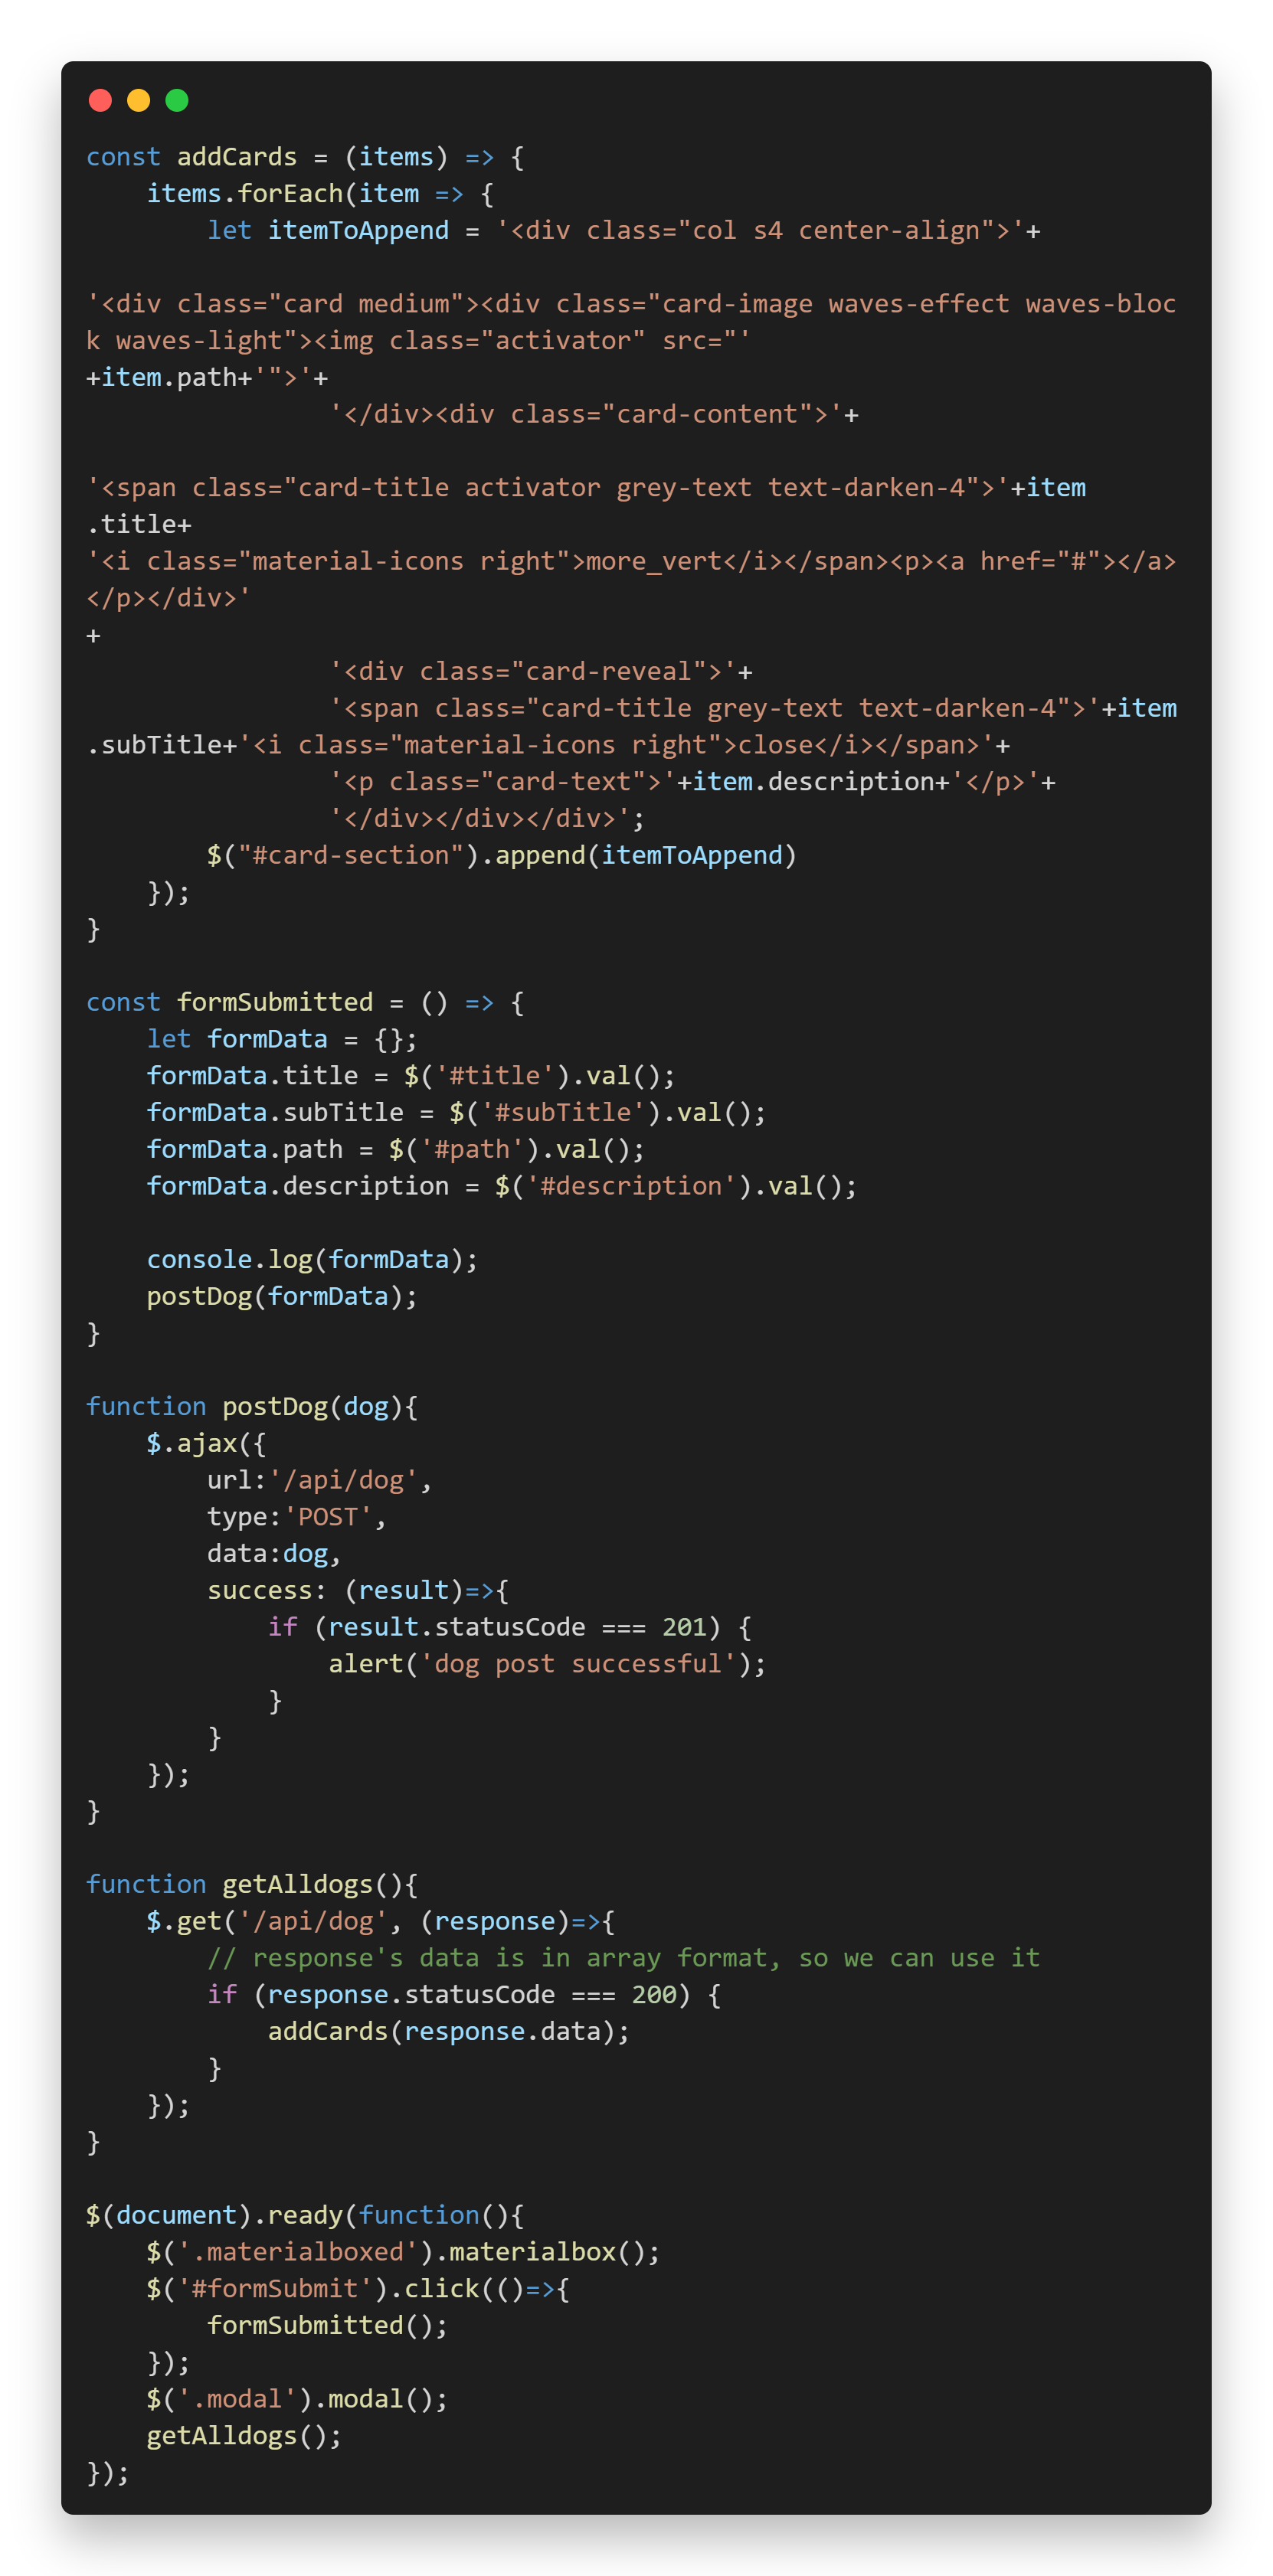 const addCards = (items) => {
    items.forEach(item => {
        let itemToAppend = '<div class="col s4 center-align">'+

'<div class="card medium"><div class="card-image waves-effect waves-bloc
k waves-light"><img class="activator" src="'
+item.path+'">'+
                '</div><div class="card-content">'+

'<span class="card-title activator grey-text text-darken-4">'+item
.title+
'<i class="material-icons right">more_vert</i></span><p><a href="#"></a>
</p></div>'
+
                '<div class="card-reveal">'+
                '<span class="card-title grey-text text-darken-4">'+item
.subTitle+'<i class="material-icons right">close</i></span>'+
                '<p class="card-text">'+item.description+'</p>'+
                '</div></div></div>';
        $("#card-section").append(itemToAppend)
    });
}

const formSubmitted = () => {
    let formData = {};
    formData.title = $('#title').val();
    formData.subTitle = $('#subTitle').val();
    formData.path = $('#path').val();
    formData.description = $('#description').val();

    console.log(formData);
    postDog(formData);
}

function postDog(dog){
    $.ajax({
        url:'/api/dog',
        type:'POST',
        data:dog,
        success: (result)=>{
            if (result.statusCode === 201) {
                alert('dog post successful');
            }
        }
    });
}

function getAlldogs(){
    $.get('/api/dog', (response)=>{
        // response's data is in array format, so we can use it
        if (response.statusCode === 200) {
            addCards(response.data);
        }
    });
}

$(document).ready(function(){
    $('.materialboxed').materialbox();
    $('#formSubmit').click(()=>{
        formSubmitted();
    });
    $('.modal').modal();
    getAlldogs();
});